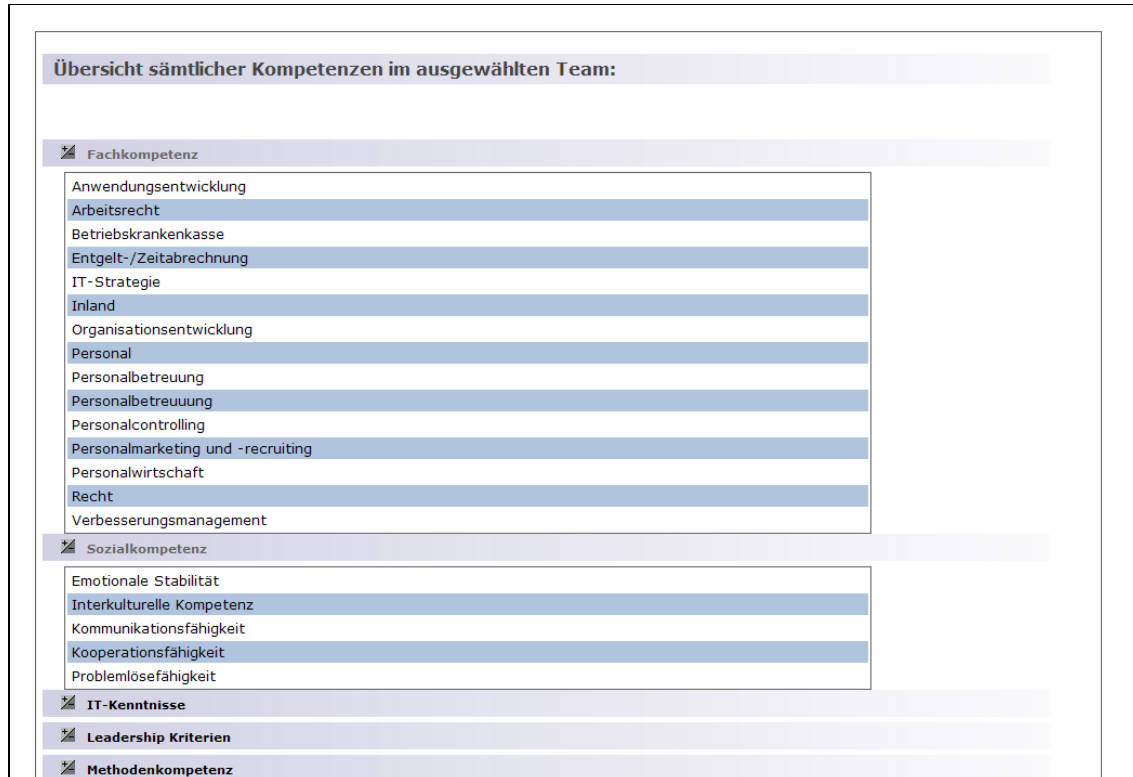 Übersicht sämtlicher Kompetenzen im ausgewählten Team:
Fachkompetenz
Anwendungsentwicklung
Arbeitsrecht
Betriebskrankenkasse
Entgelt-/Zeitabrechnung
IT-Strategie
Inland
Organisationsentwicklung
Personal
Personalbetreuung
Personalbetreuuung
Personalcontrolling
Personalmarketing und -recruiting
Personalwirtschaft
Recht
Verbesserungsmanagement
Sozialkompetenz
Emotionale Stabilität
Interkulturelle Kompetenz
Kommunikationsfähigkeit
Kooperationsfähigkeit
Problemlösefähigkeit
IT-Kenntnisse
Leadership Kriterien
Methodenkompetenz